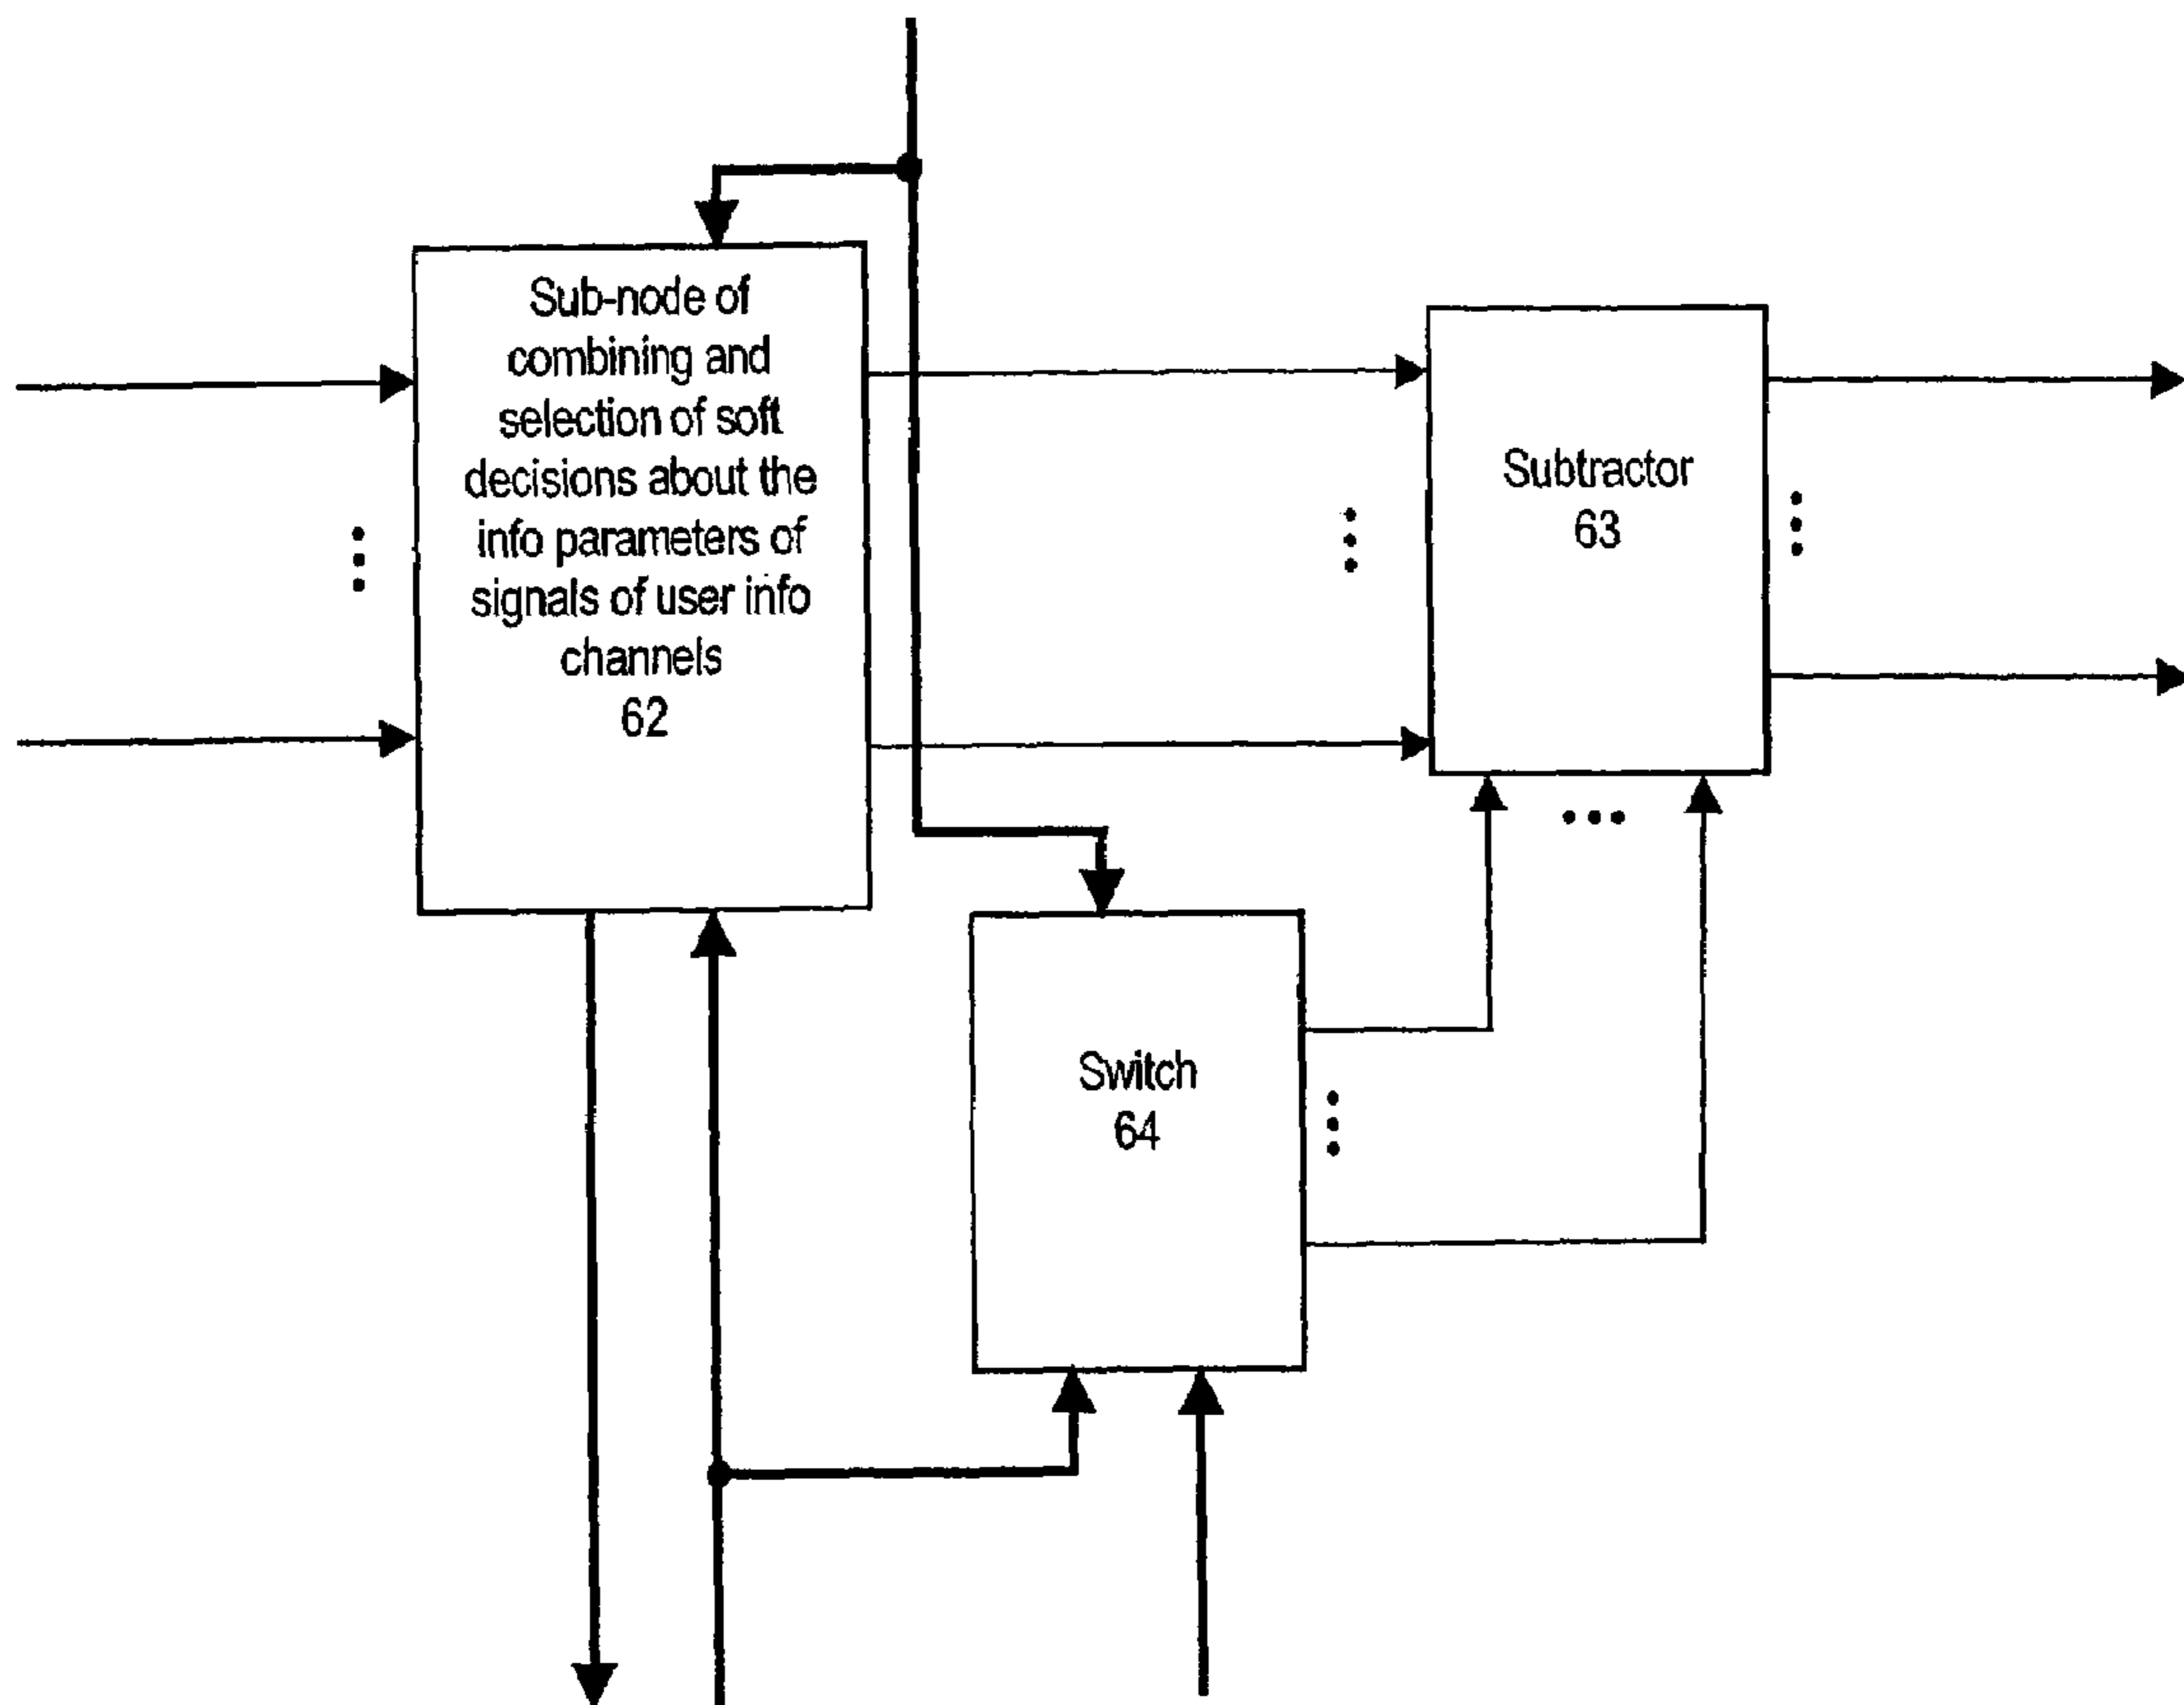 Sub-node of
combining and
selection of soft
decisions about the
info parameters of
signals of user info
channels
62
Subtractor
63
Switch
64